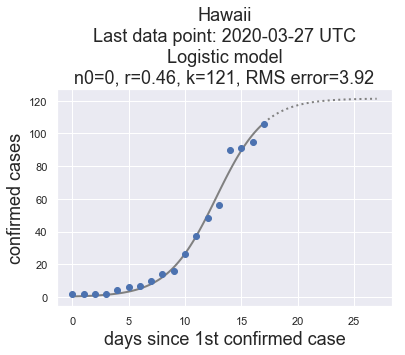 Hawaii
Last data point: 2020-03-27 UTC
Logistic model
n0=0, r=0.46, k=121, RMS error=3.92
confirmed cases
120
100
80
60
40
20
0
0 5 10 15 20 25
days since 1st confirmed case